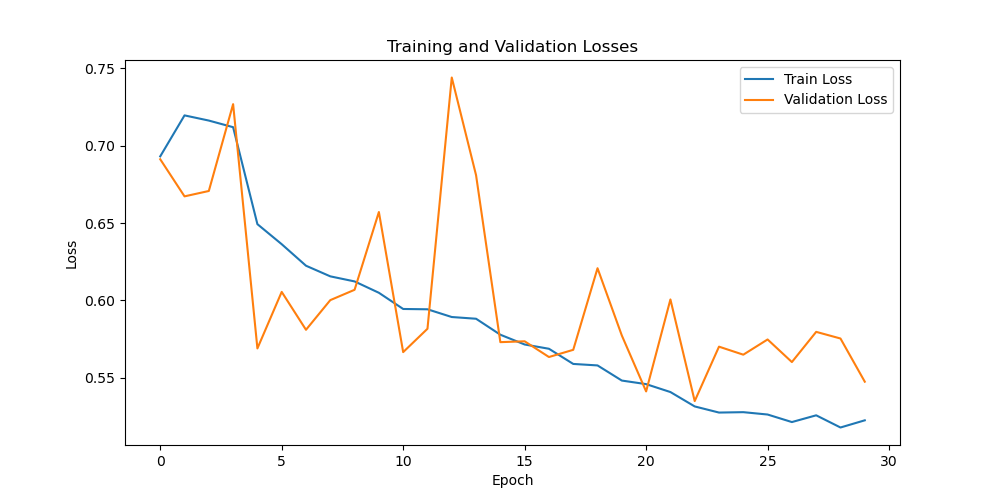 Training and Validation Losses
Train Loss
Validation Loss
0.75
0.70
0.65
0.60
0.55
Loss
0 5 10 15 20 25 30
Epoch